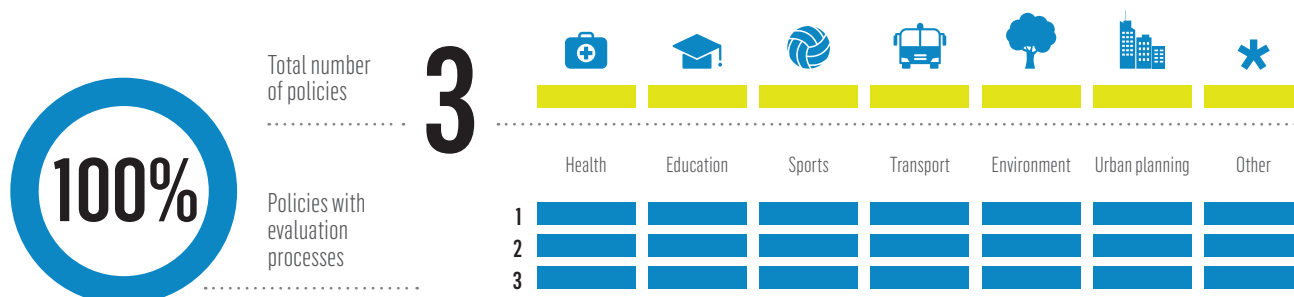 100%
Total number
of policies
3
Policies with
evaluation
processes
Health Education Sports Transport Environment Urban planning Other
1
2
3